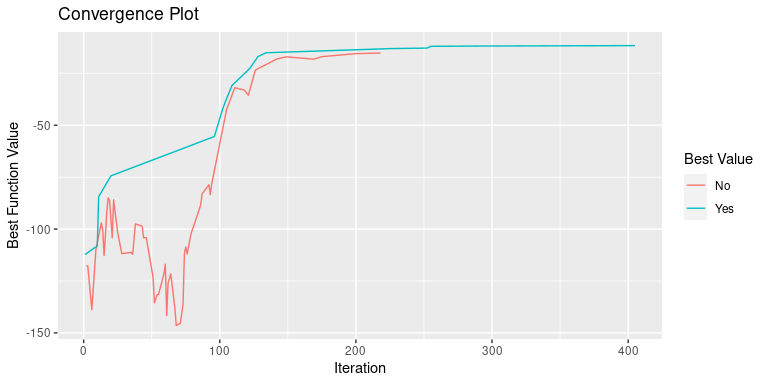 Convergence Plot
Best Function Value
-50
-100
-150
0 100 200 300 400
Iteration
Best Value
No
Yes